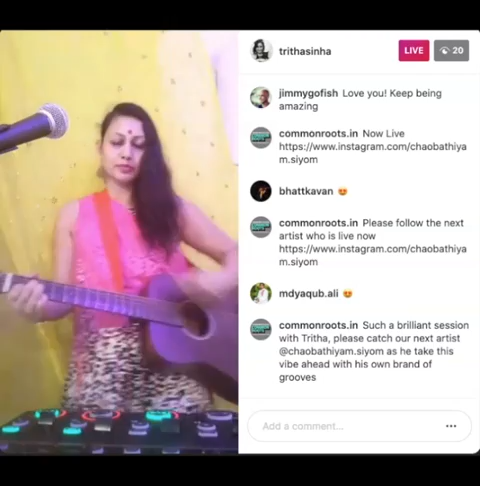 trithasinha
LIVE
20
jimmygofish Love you! Keep being
amazing
commonroots.in Now Live
https://www.instagram.com/chaobathiya
m.siyom
bhattkavan 😍
commonroots.in Please follow the next
artist who is live now
https://www.instagram.com/chaobathiya
m.siyom
mdyaqub.ali 😍
commonroots.in Such a brilliant session
with Tritha, please catch our next artist
@chaobathiyam.siyom as he take this
vibe ahead with his own brand of
grooves
Add a comment...